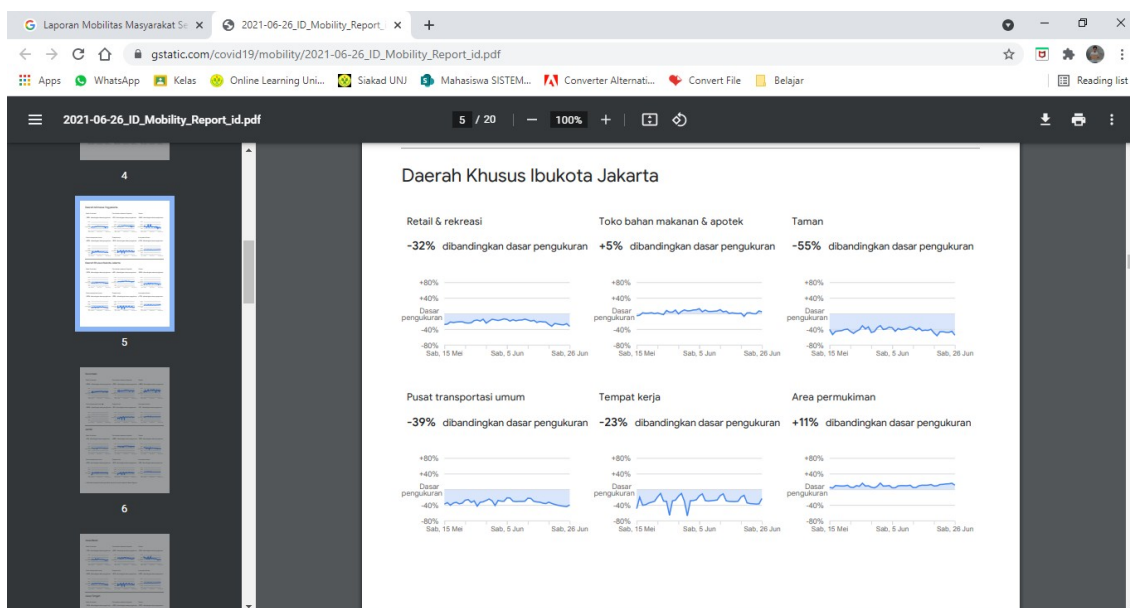 Laporan Mobilitas Masyarakat Se
2021-06-26_ID_Mobility_Report_
gstatic.com/covid19/mobility/2021-06-26_ID_Mobility_Report_id.pdf
Apps WhatsApp Kelas Online Learning Uni... Siakad UNJ Mahasiswa SISTEM... Converter Alternati... Convert File Belajar Reading list
2021-06-26_ID_Mobility_Report_id.pdf 5 / 20 100%
4
5
6
Daerah Khusus Ibukota Jakarta
Retail & rekreasi Toko bahan makanan & apotek Taman
-32% dibandingkan dasar pengukuran +5% dibandingkan dasar pengukuran -55% dibandingkan dasar pengukuran
+80% +80% +80%
+40% +40% +40%
Dasar Dasar Dasar
pengukuran pengukuran pengukuran
-40% -40% -40%
-80% -80% -80%
Sab, 15 Mei Sab, 5 Jun Sab, 26 Jun Sab, 15 Mei Sab, 5 Jun Sab, 26 Jun Sab, 15 Mei Sab, 5 Jun Sab, 26 Jun
Pusat transportasi umum Tempat kerja Area permukiman
-39% dibandingkan dasar pengukuran -23% dibandingkan dasar pengukuran +11% dibandingkan dasar pengukuran
+80% +80% +80%
+40% +40% +40%
Dasar Dasar Dasar
pengukuran pengukuran pengukuran
-40% -40% -40%
-80% -80% -80%
Sab, 15 Mei Sab, 5 Jun Sab, 26 Jun Sab, 15 Mei Sab, 5 Jun Sab, 26 Jun Sab, 15 Mei Sab, 5 Jun Sab, 26 Jun